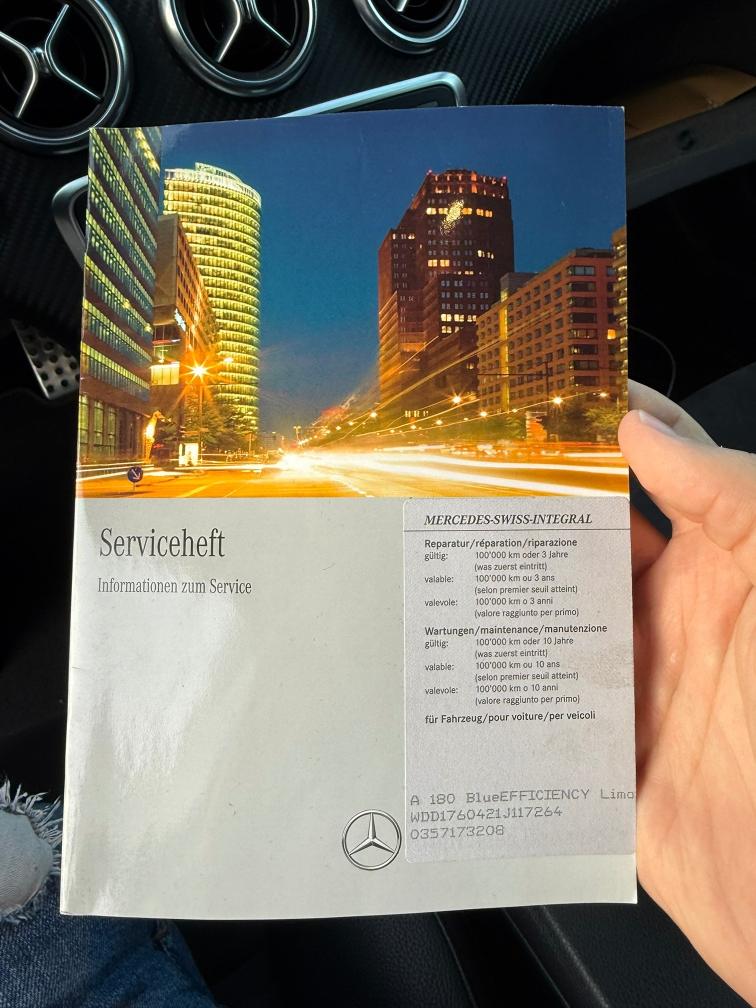 Serviceheft
Informationen zum Service
MERCEDES-SWISS-INTEGRAL
Reparatur/réparation/riparazione
gültig: 100'000 km oder 3 Jahre
(was zuerst eintritt)
valable: 100'000 km ou 3 ans
(selon premier seuil atteint)
valevole: 100'000 km o 3 anni
(valore raggiunto per primo)
Wartungen/maintenance/manutenzione
gültig: 100'000 km oder 10 Jahre
(was zuerst eintritt)
valable: 100'000 km ou 10 ans
(selon premier seuil atteint)
valevole: 100'000 km o 10 anni
(valore raggiunto per primo)
für Fahrzeug/pour voiture/per veicoli
A 180 BlueEFFICIENCY Limo
WDD1760421J117264
0357173208